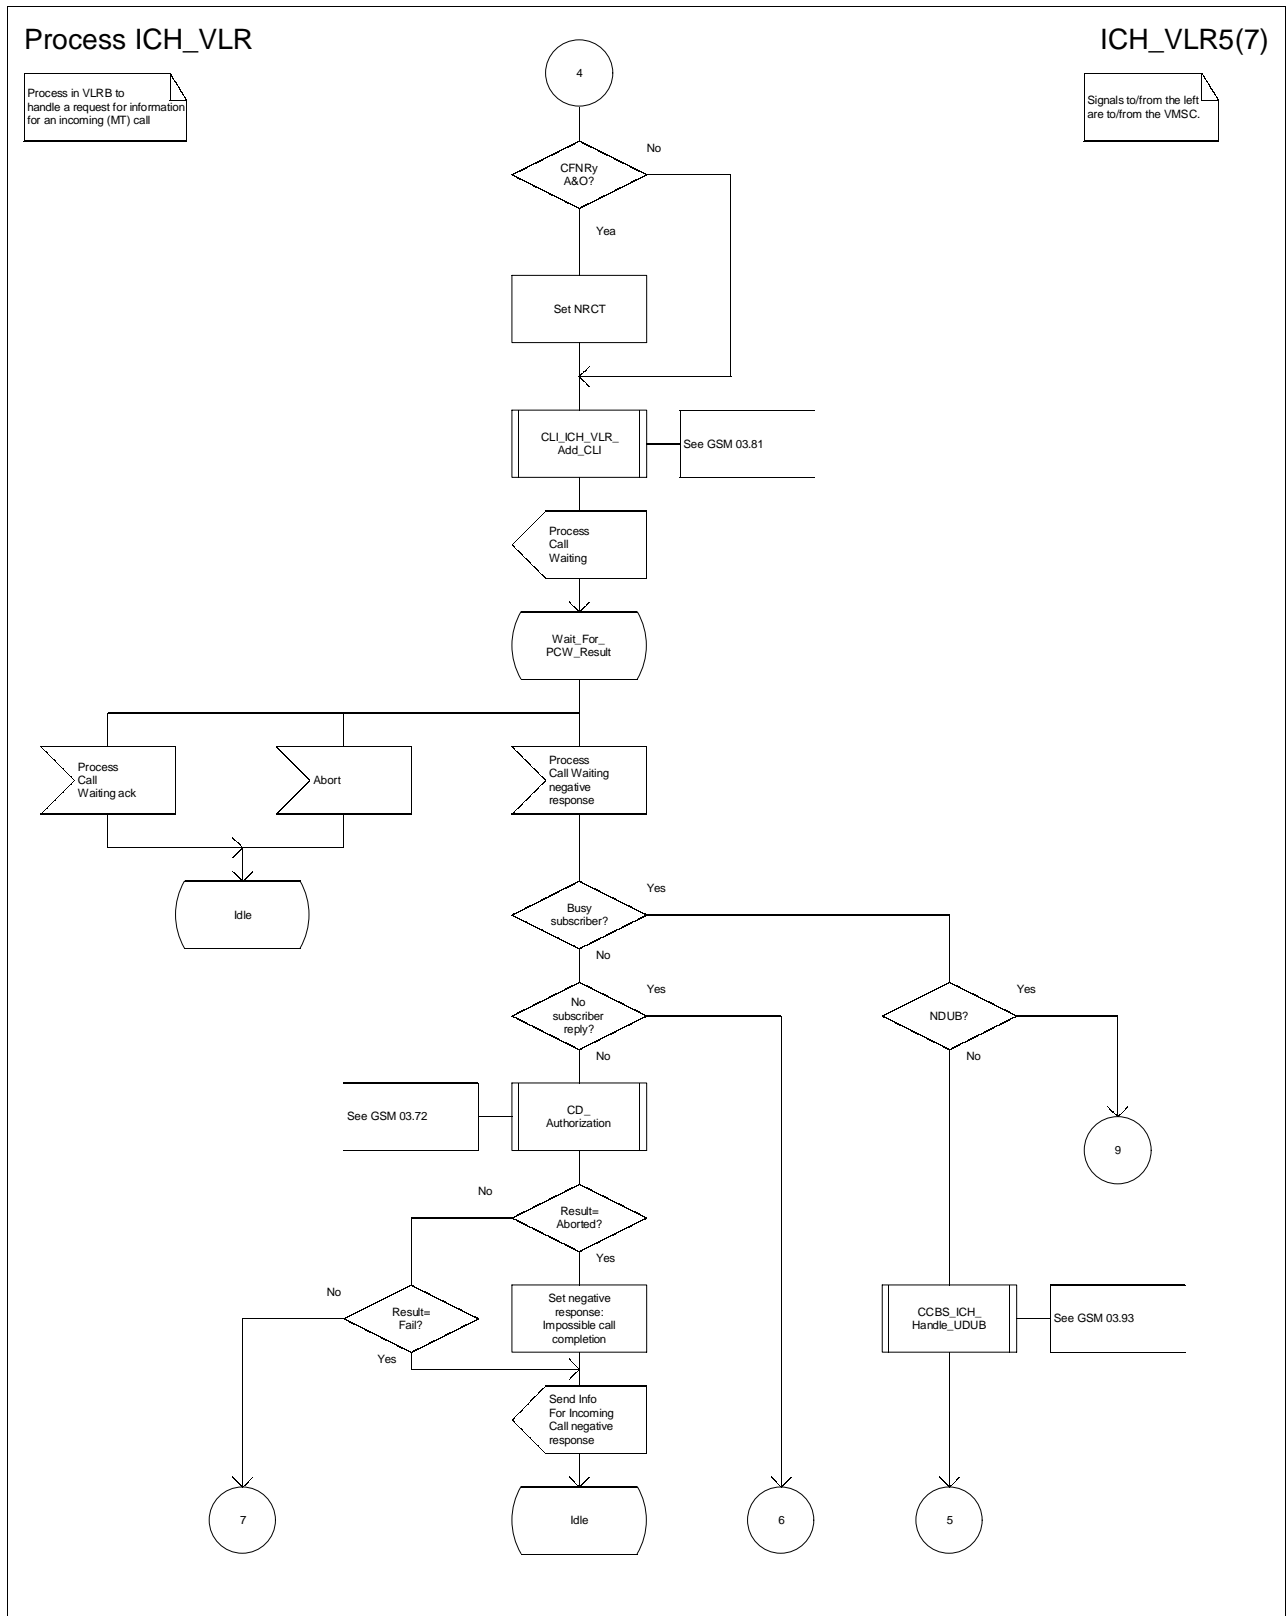 Process ICH_VLR
ICH_VLR5(7)
Process in VLRB to
handle a request for information
for an incoming (MT) call
4
Signals to/from the left
are to/from the VMSC.
CFNRy
A&O?
No
Yea
Set NRCT
CLI_ICH_VLR_
Add_CLI
See GSM 03.81
Process
Call
Waiting
Wait_For_
PCW_Result
Process
Call
Waiting ack
Abort
Process
Call Waiting
negative
response
Idle
Busy
subscriber?
Yes
No
No
subscriber
reply?
Yes
No
NDUB?
Yes
No
See GSM 03.72
CD_
Authorization
9
No
Result=
Aborted?
Yes
No
Result=
Fail?
Yes
Set negative
response:
Impossible call
completion
CCBS_ICH_
Handle_UDUB
See GSM 03.93
Send Info
For Incoming
Call negative
response
7
Idle
6
5